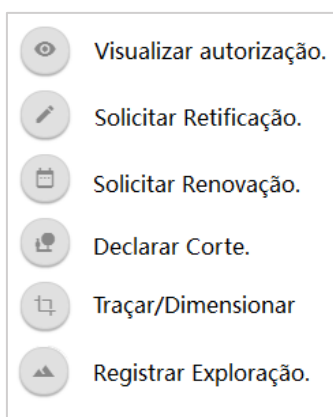 Visualizar autorização.
Solicitar Retificação.
Solicitar Renovação.
Declarar Corte.
Traçar/Dimensionar
Registrar Exploração.